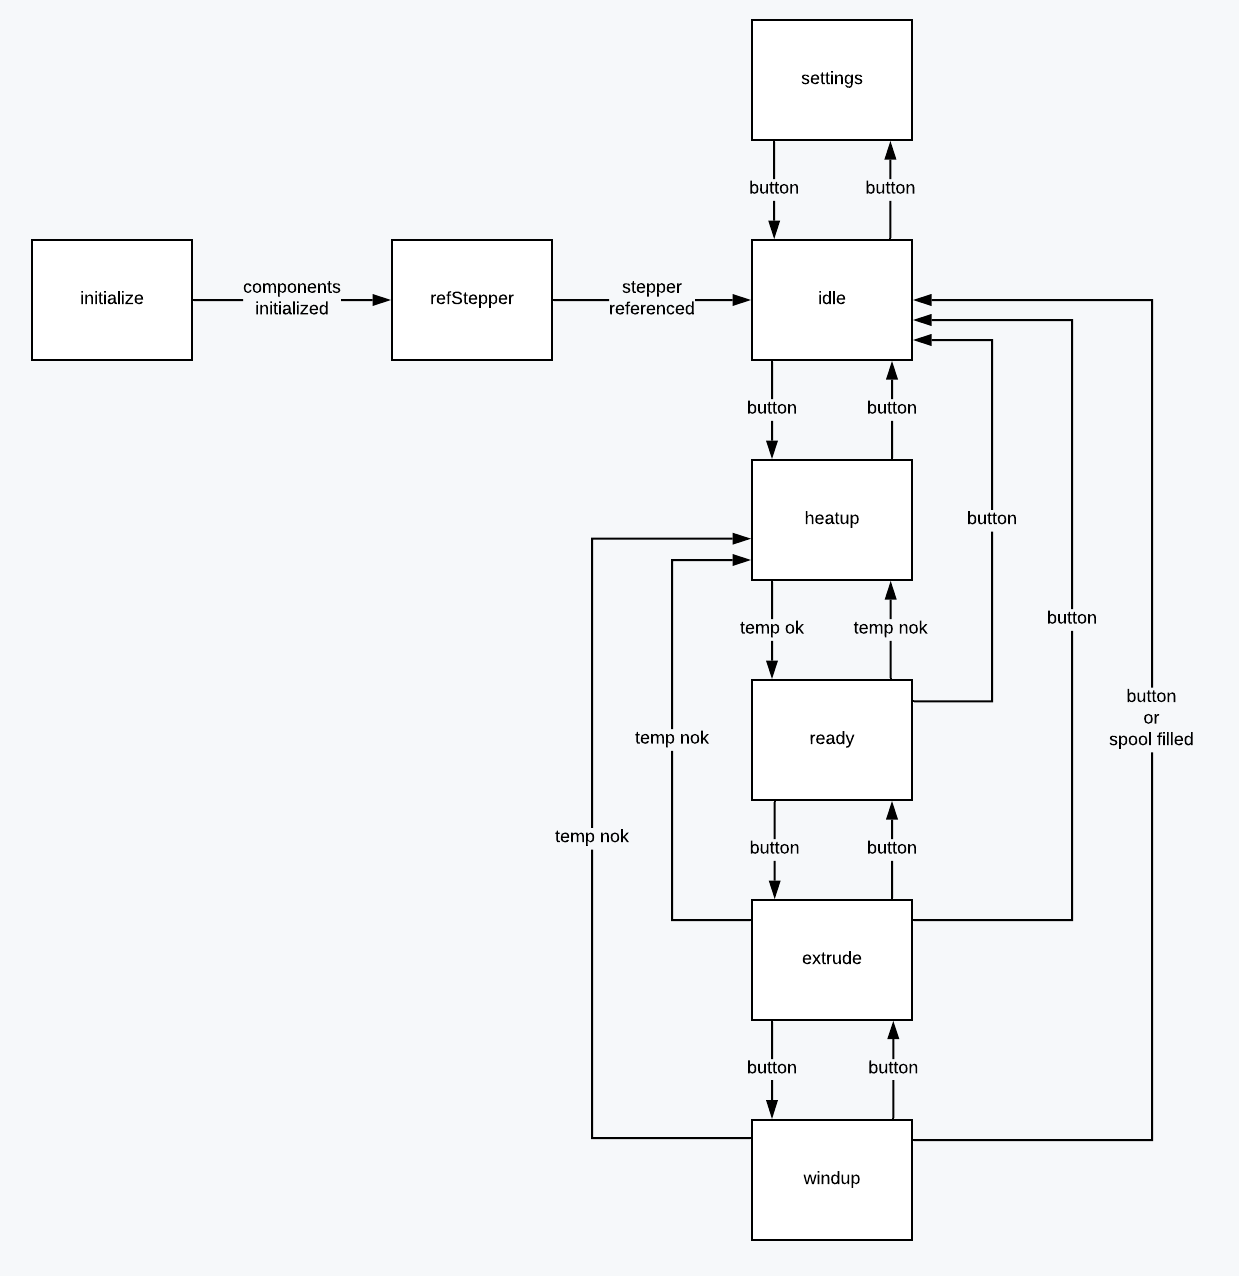 settings
button
button
initialize
components
initialized
refStepper
stepper
referenced
idle
button
button
heatup
button
temp ok
temp nok
button
button
or
spool filled
temp nok
ready
temp nok
button
button
extrude
button
button
windup